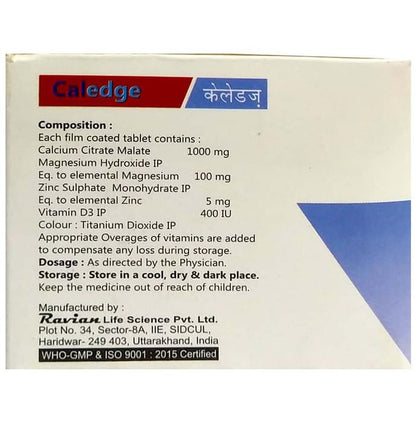 Caledge केलेडज़
Composition :
Each film coated tablet contains :
Calcium Citrate Malate 1000 mg
Magnesium Hydroxide IP
Eq. to elemental Magnesium 100 mg
Zinc Sulphate Monohydrate IP
Eq. to elemental Zinc 5 mg
Vitamin D3 IP 400 IU
Colour : Titanium Dioxide IP
Appropriate Overages of vitamins are added
to compensate any loss during storage.
Dosage : As directed by the Physician.
Storage : Store in a cool, dry & dark place.
Keep the medicine out of reach of children.
Manufactured by :
Ravian Life Science Pvt. Ltd.
Plot No. 34, Sector-8A, IIE, SIDCUL,
Haridwar- 249 403, Uttarakhand, India
WHO-GMP & ISO 9001 : 2015 Certified